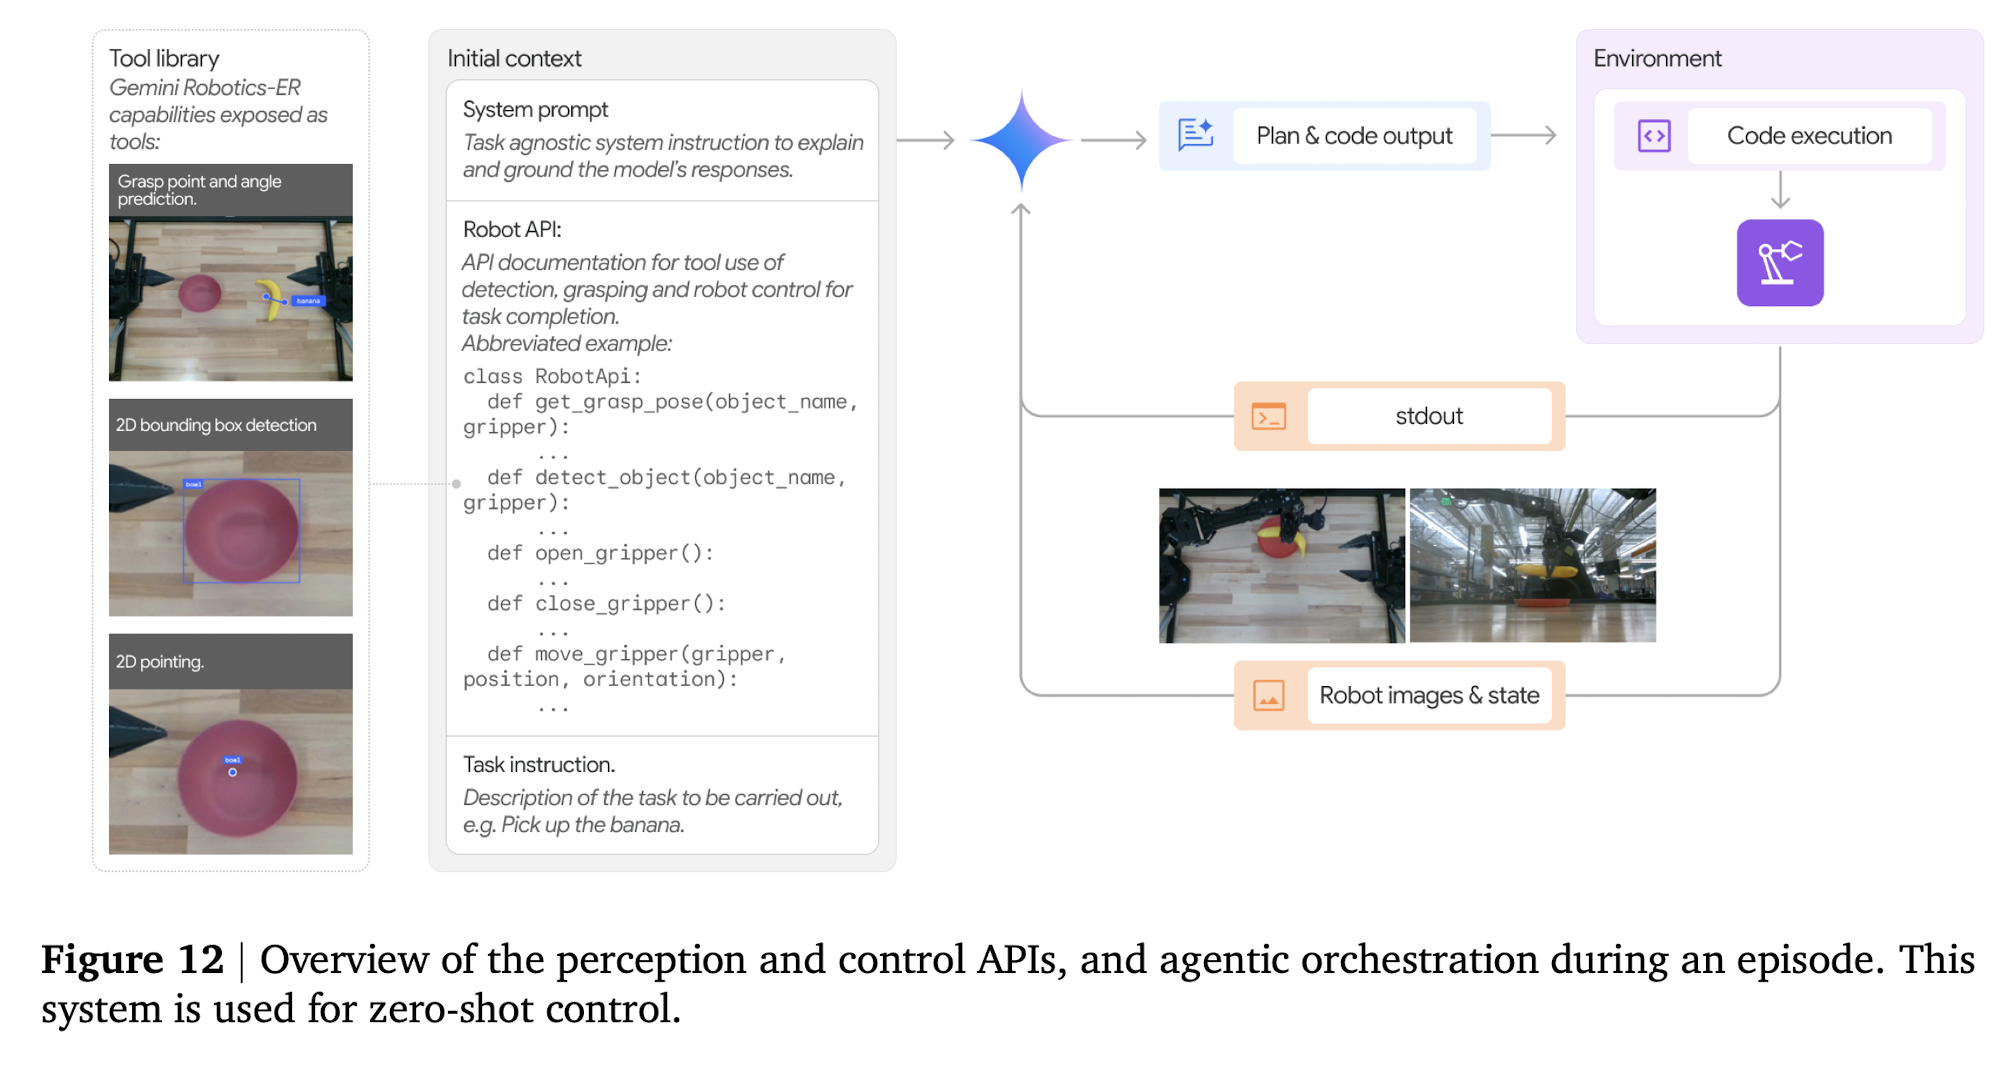 Tool library
Gemini Robotics-ER
capabilities exposed as
tools:
Grasp point and angle
prediction.
banana
2D bounding box detection
bowl
2D pointing.
bowl
Initial context
System prompt
Task agnostic system instruction to explain
and ground the model's responses.
Robot API:
API documentation for tool use of
detection, grasping and robot control for
task completion.
Abbreviated example:
class RobotApi:
def get_grasp_pose(object_name,
gripper):
...
def detect_object(object_name,
gripper):
...
def open_gripper():
...
def close_gripper():
...
def move_gripper(gripper,
position, orientation):
...
Task instruction.
Description of the task to be carried out,
e.g. Pick up the banana.
Plan & code output
Environment
Code execution
stdout
Robot images & state
Figure 12 | Overview of the perception and control APIs, and agentic orchestration during an episode. This
system is used for zero-shot control.